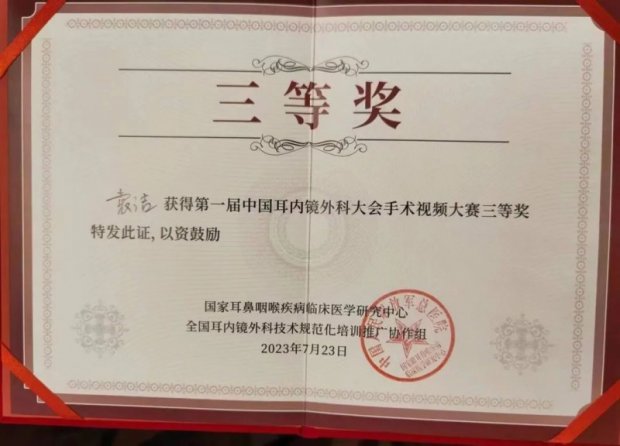 三等奖
袁洁 获得第一届中国耳内镜外科大会手术视频大赛三等奖
特发此证,以资鼓励
国家耳鼻咽喉疾病临床医学研究中心
全国耳内镜外科技术规范化培训推广协作组
2023年7月23日